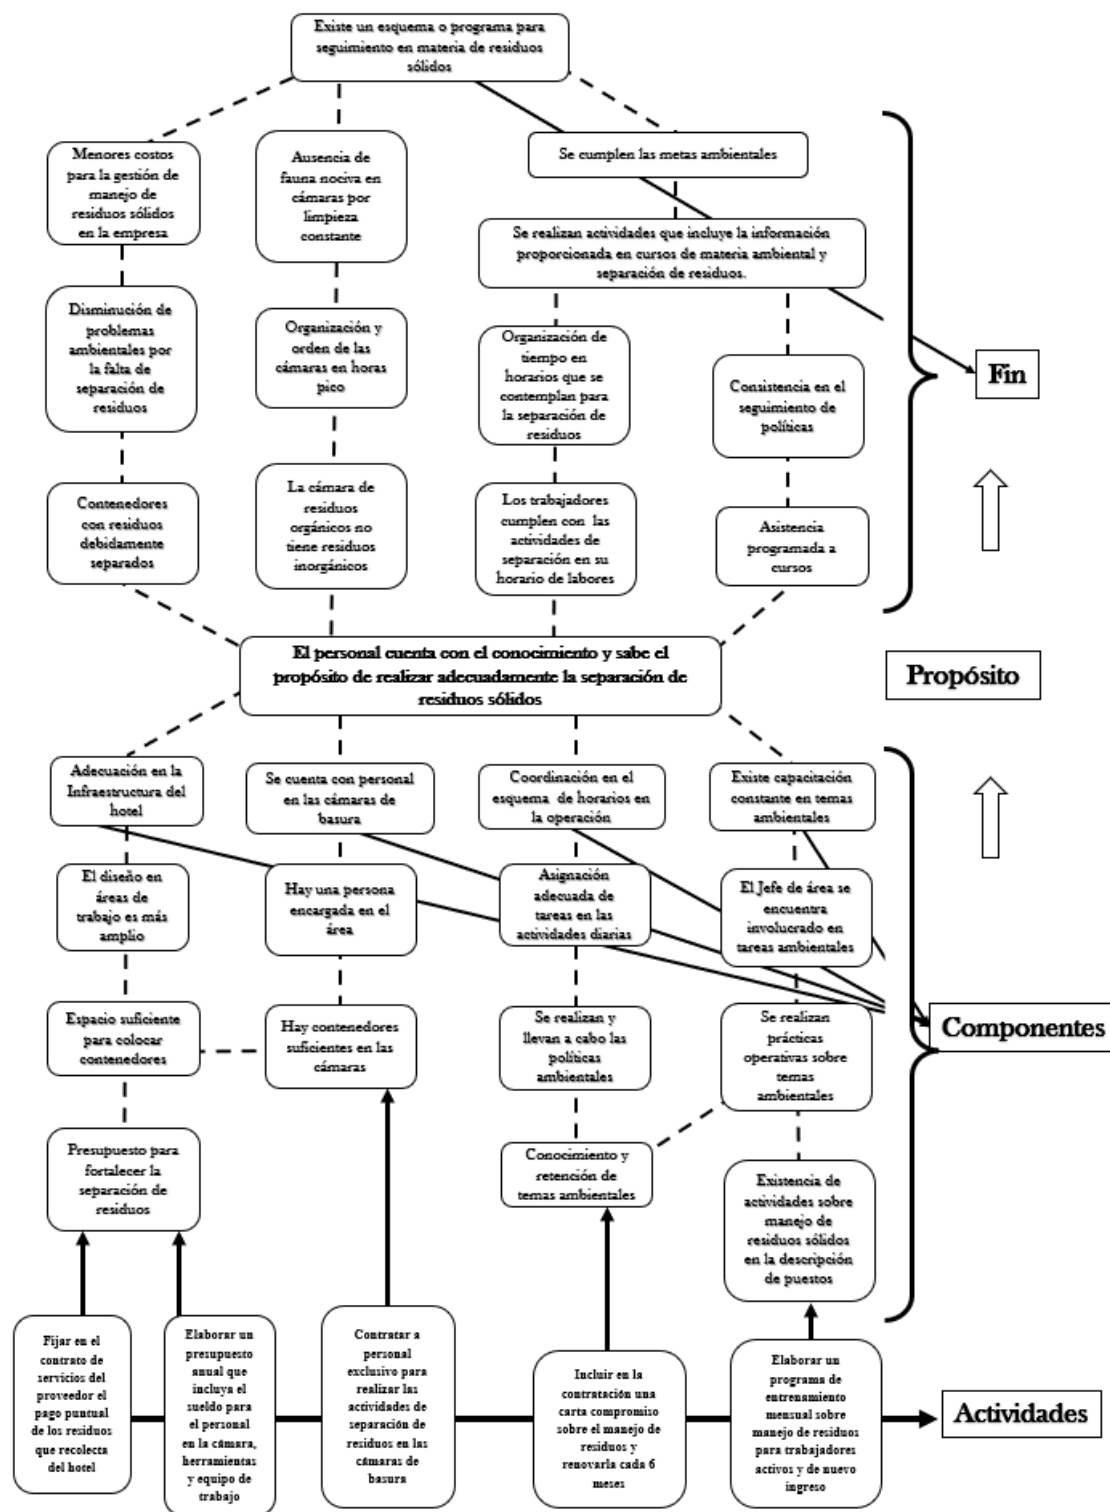 Existe un esquema o programa para
seguimiento en materia de residuos
sólidos
Menores costos
para la gestión de
manejo de
residuos sólidos
en la empresa
Ausencia de
fauna nociva en
cámaras por
limpieza
constante
Se cumplen las metas ambientales
Se realizan actividades que incluye la información
proporcionada en cursos de materia ambiental y
separación de residuos.
Disminución de
problemas
ambientales por
la falta de
separación de
residuos
Organización y
orden de las
cámaras en horas
pico
Organización de
tiempo en
horarios que se
contemplan para
la separación de
residuos
Consistencia en el
seguimiento de
políticas
Fin
Contenedores
con residuos
debidamente
separados
La cámara de
residuos
orgánicos no
tiene residuos
inorgánicos
Los trabajadores
cumplen con las
actividades de
separación en su
horario de labores
Asistencia
programada a
cursos
El personal cuenta con el conocimiento y sabe el
propósito de realizar adecuadamente la separación de
residuos sólidos
Propósito
Adecuación en la
Infraestructura del
hotel
Se cuenta con personal
en las cámaras de
basura
Coordinación en el
esquema de horarios en
la operación
Existe capacitación
constante en temas
ambientales
El diseño en
áreas de
trabajo es más
amplio
Hay una persona
encargada en el
área
Asignación
adecuada de
tareas en las
actividades diarias
El Jefe de área se
encuentra
involucrado en
tareas ambientales
Espacio suficiente
para colocar
contenedores
Hay contenedores
suficientes en las
cámaras
Se realizan y
llevan a cabo las
políticas
ambientales
Se realizan
prácticas
operativas sobre
temas
ambientales
Componentes
Presupuesto para
fortalecer la
separación de
residuos
Conocimiento y
retención de
temas ambientales
Existencia de
actividades sobre
manejo de
residuos sólidos
en la descripción
de puestos
Fijar en el
contrato de
servicios del
proveedor el
pago puntual
de los residuos
que recolecta
del hotel
Elaborar un
presupuesto
anual que
incluya el
sueldo para
el personal
en la cámara,
herramientas
y equipo de
trabajo
Contratar a
personal
exclusivo para
realizar las
actividades de
separación de
residuos en las
cámaras de
basura
Incluir en la
contratación una
carta compromiso
sobre el manejo de
residuos y
renovarla cada 6
meses
Elaborar un
programa de
entrenamiento
mensual sobre
manejo de residuos
para trabajadores
activos y de nuevo
ingreso
Actividades